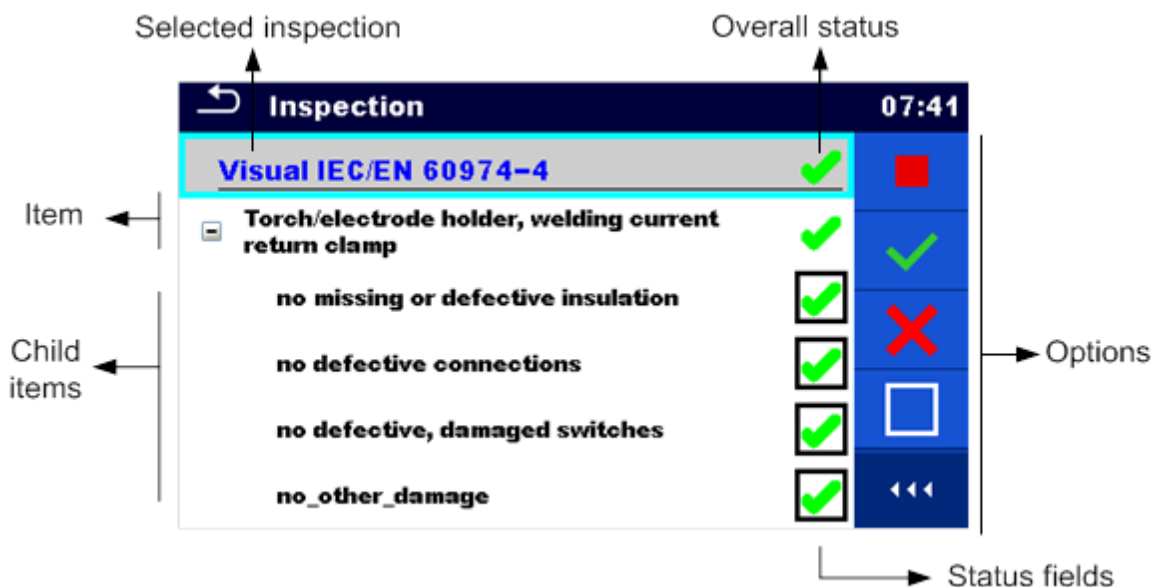 Selected inspection
Overall status
Inspection
07:41
Visual IEC/EN 60974-4
Item
Torch/electrode holder, welding current
return clamp
no missing or defective insulation
Child
items
no defective connections
Options
no defective, damaged switches
no_other_damage
Status fields